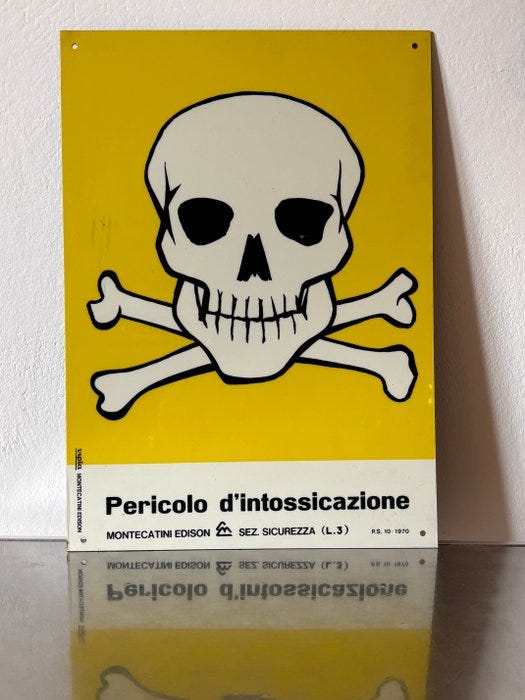 Pericolo d'intossicazione
MONTECATINI EDISON SEZ. SICUREZZA (L.3) P.S. 10-1970
MONTECATINI EDISON